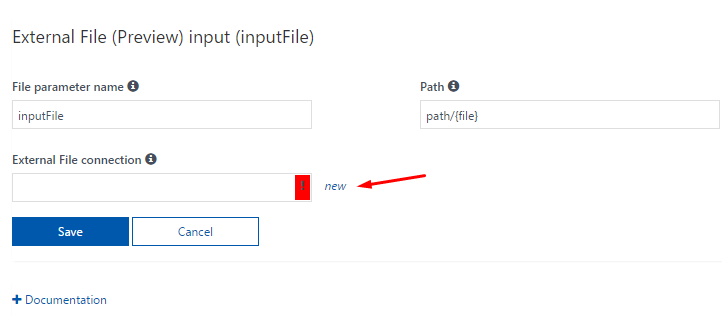 External File (Preview) input (inputFile)
File parameter name Path
inputFile path/{file}
External File connection
! new
Save Cancel
+ Documentation